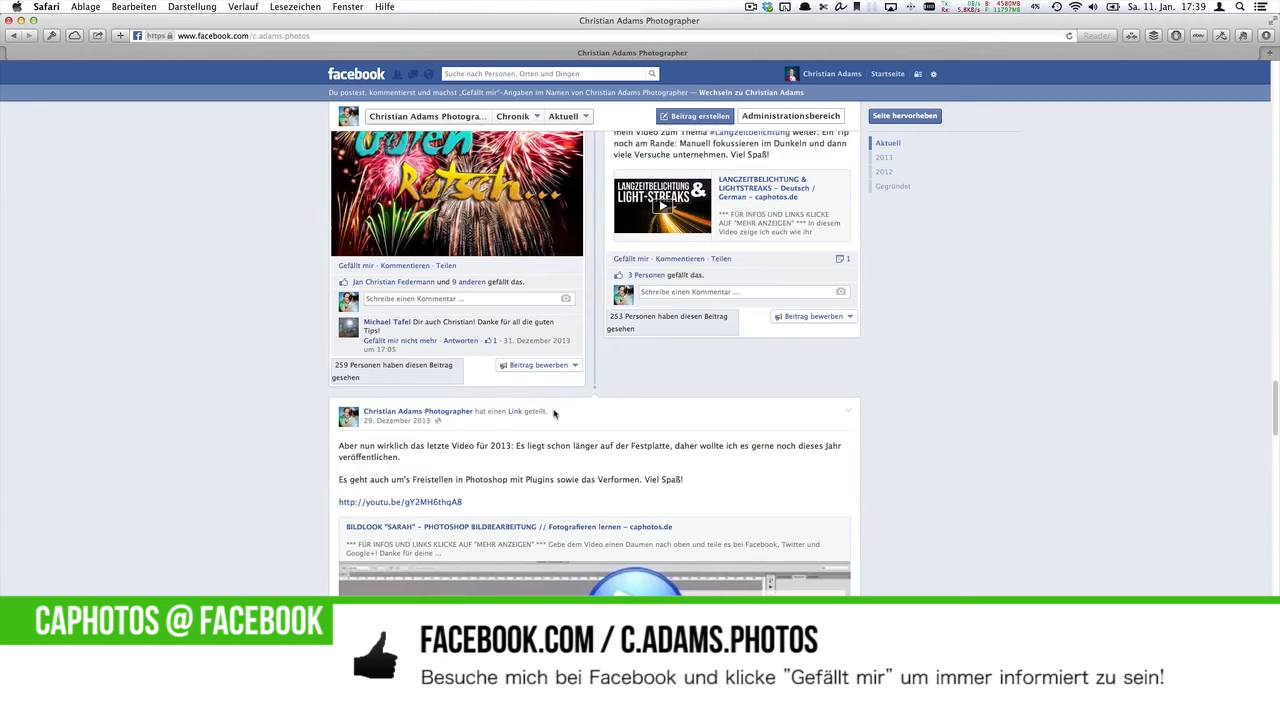 Safari Ablage Bearbeiten Darstellung Verlauf Lesezeichen Fenster Hilfe
4% Sa. 11. Jan. 17:39
Christian Adams Photographer
https www.facebook.com/c.adams.photos Reader
Christian Adams Photographer
facebook Suche nach Personen, Orten und Dingen Christian Adams Startseite
Du postest, kommentierst und machst „Gefällt mir“-Angaben im Namen von Christian Adams Photographer — Wechseln zu Christian Adams
Christian Adams Photogra... Chronik Aktuell Beitrag erstellen Administrationsbereich Seite hervorheben
Aktuell
2013
2012
Gegründet
Guten
Rutsch...
Gefällt mir · Kommentieren · Teilen
Jan Christian Federmann und 9 anderen gefällt das.
Schreibe einen Kommentar ...
Michael Tafel Dir auch Christian! Danke für all die guten
Tips!
Gefällt mir nicht mehr · Antworten · 1 · 31. Dezember 2013
um 17:05
259 Personen haben diesen Beitrag
gesehen
Beitrag bewerben
mein Video zum Thema #Langzeitbelichtung weiter. Ein Tip
noch am Rande: Manuell fokussieren im Dunkeln und dann
viele Versuche unternehmen. Viel Spaß!
LANGZEITBELICHTUNG
LIGHT-STREAKS &
LANGZEITBELICHTUNG &
LIGHTSTREAKS - Deutsch /
German - caphotos.de
*** FÜR INFOS UND LINKS KLICKE
AUF "MEHR ANZEIGEN" *** In diesem
Video zeige ich euch wie ihr
Gefällt mir · Kommentieren · Teilen 1
3 Personen gefällt das.
Schreibe einen Kommentar ...
253 Personen haben diesen Beitrag
gesehen
Beitrag bewerben
Christian Adams Photographer hat einen Link geteilt.
29. Dezember 2013
Aber nun wirklich das letzte Video für 2013: Es liegt schon länger auf der Festplatte, daher wollte ich es gerne noch dieses Jahr
veröffentlichen.
Es geht auch um's Freistellen in Photoshop mit Plugins sowie das Verformen. Viel Spaß!
http://youtu.be/gY2MH6thqA8
BILDLOOK "SARAH" - PHOTOSHOP BILDBEARBEITUNG // Fotografieren lernen - caphotos.de
*** FÜR INFOS UND LINKS KLICKE AUF "MEHR ANZEIGEN" *** Gebe dem Video einen Daumen nach oben und teile es bei Facebook, Twitter und
Google+! Danke für deine ...
CAPHOTOS @ FACEBOOK
FACEBOOK.COM / C.ADAMS.PHOTOS
Besuche mich bei Facebook und klicke "Gefällt mir" um immer informiert zu sein!